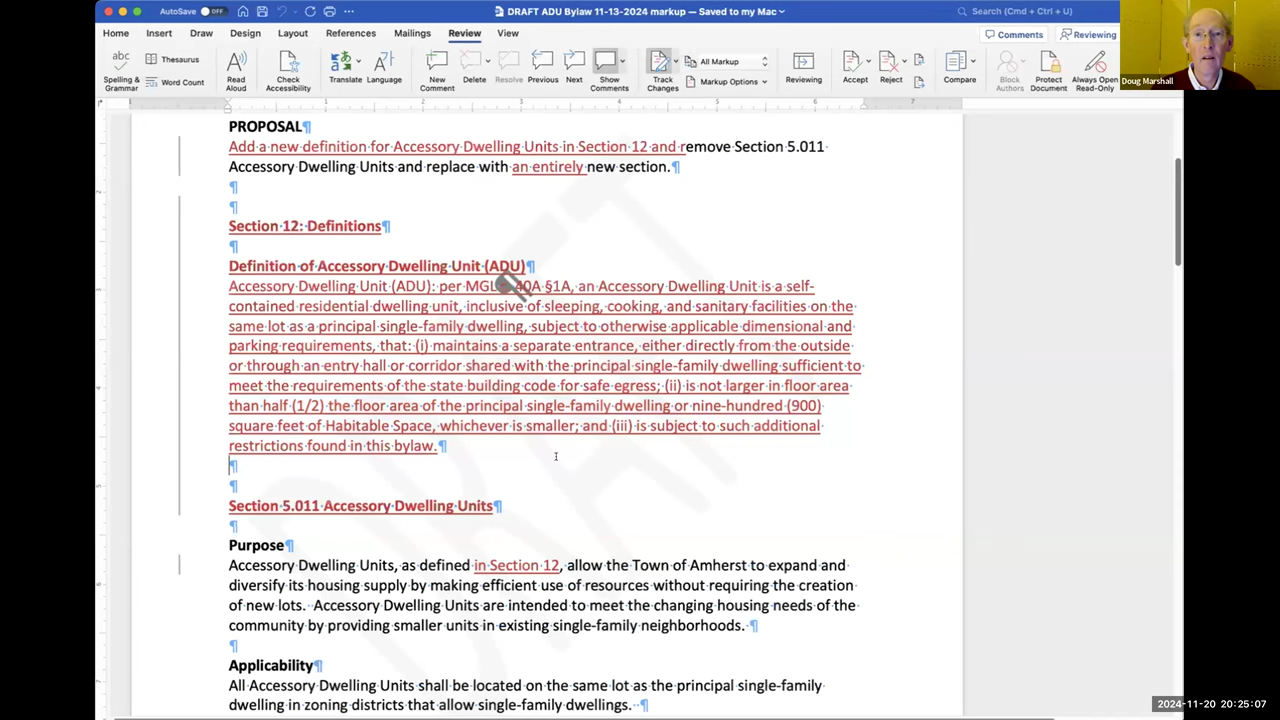 AutoSave OFF DRAFT ADU Bylaw 11-13-2024 markup — Saved to my Mac Search (Cmd + Ctrl + U)
Home Insert Draw Design Layout References Mailings Review View Comments Reviewing
Spelling & Grammar Thesaurus Word Count Read Aloud Check Accessibility Translate Language New Comment Delete Resolve Previous Next Show Comments Track Changes All Markup Markup Options Reviewing Accept Reject Compare Block Authors Protect Document Always Open Read-Only
Doug Marshall
1 2 3 4 5 6 7
PROPOSAL¶
Add a new definition for Accessory Dwelling Units in Section 12 and remove Section 5.011
Accessory Dwelling Units and replace with an entirely new section.¶
¶
¶
Section 12: Definitions¶
¶
Definition of Accessory Dwelling Unit (ADU)¶
Accessory Dwelling Unit (ADU): per MGL 40A §1A, an Accessory Dwelling Unit is a self-
contained residential dwelling unit, inclusive of sleeping, cooking, and sanitary facilities on the
same lot as a principal single-family dwelling, subject to otherwise applicable dimensional and
parking requirements, that: (i) maintains a separate entrance, either directly from the outside
or through an entry hall or corridor shared with the principal single-family dwelling sufficient to
meet the requirements of the state building code for safe egress; (ii) is not larger in floor area
than half (1/2) the floor area of the principal single-family dwelling or nine-hundred (900)
square feet of Habitable Space, whichever is smaller; and (iii) is subject to such additional
restrictions found in this bylaw.¶
¶
¶
Section 5.011 Accessory Dwelling Units¶
¶
Purpose¶
Accessory Dwelling Units, as defined in Section 12, allow the Town of Amherst to expand and
diversify its housing supply by making efficient use of resources without requiring the creation
of new lots. Accessory Dwelling Units are intended to meet the changing housing needs of the
community by providing smaller units in existing single-family neighborhoods. ¶
¶
Applicability¶
All Accessory Dwelling Units shall be located on the same lot as the principal single-family
dwelling in zoning districts that allow single-family dwellings. ¶
DRAFT
2024-11-20 20:25:07